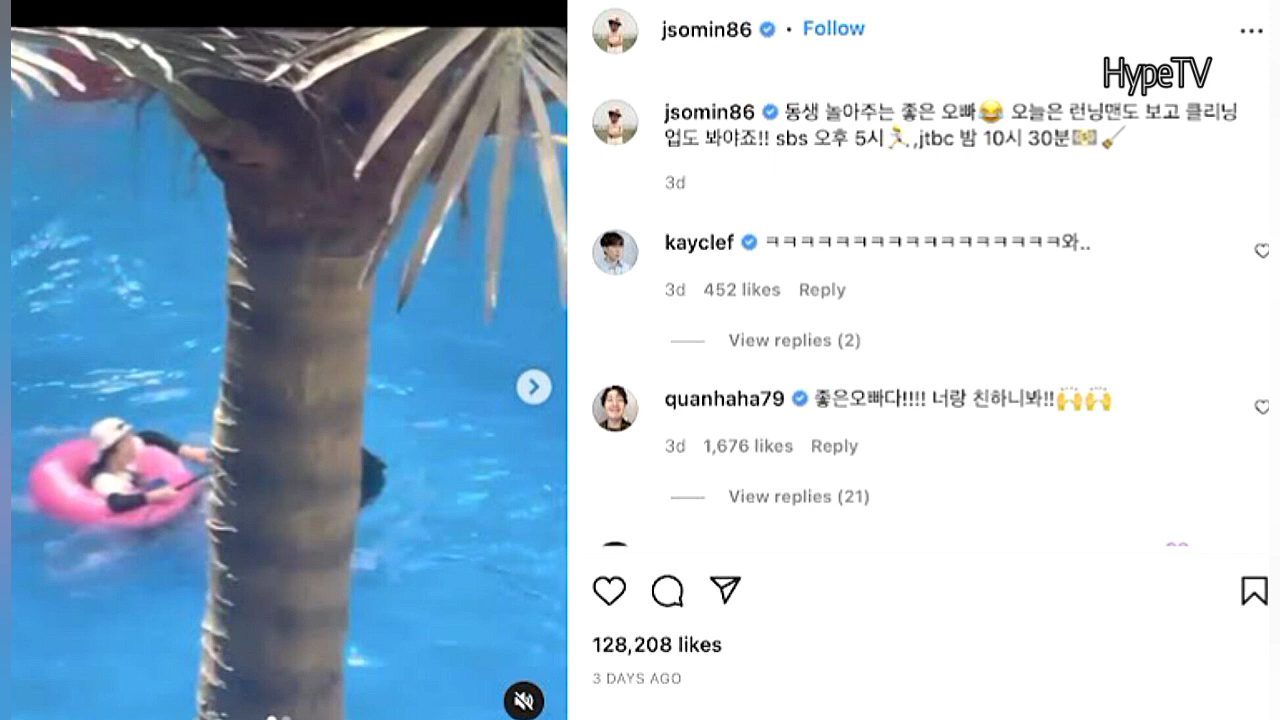 jsomin86 • Follow
HypeTV
jsomin86 동생 놀아주는 좋은 오빠😂 오늘은 런닝맨도 보고 클리닝
업도 봐야죠!! sbs 오후 5시🏃,jtbc 밤 10시 30분💵🧹
3d
kayclef ㅋㅋㅋㅋㅋㅋㅋㅋㅋㅋㅋㅋㅋㅋㅋㅋㅋ와..
3d 452 likes Reply
View replies (2)
quanhaha79 좋은오빠다!!!! 너랑 친하니봐!!🙌🙌
3d 1,676 likes Reply
View replies (21)
128,208 likes
3 DAYS AGO